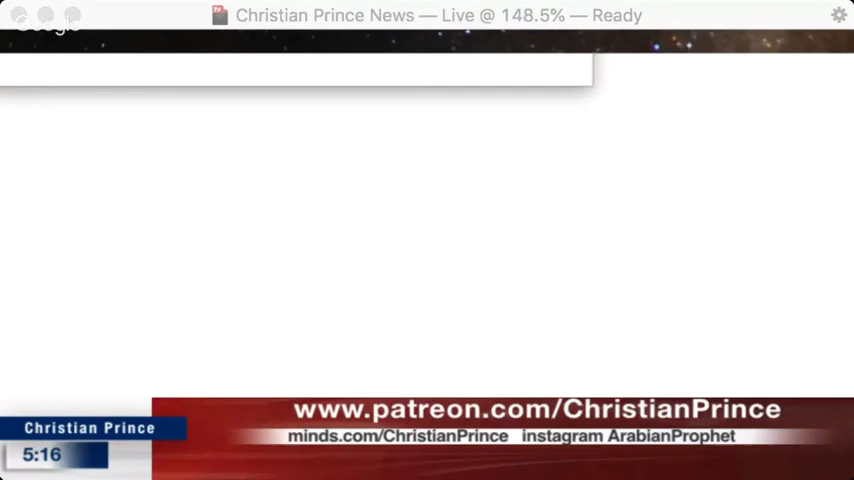 Christian Prince News — Live @ 148.5% — Ready
Google
www.patreon.com/ChristianPrince
Christian Prince
minds.com/ChristianPrince instagram ArabianProphet
5:16